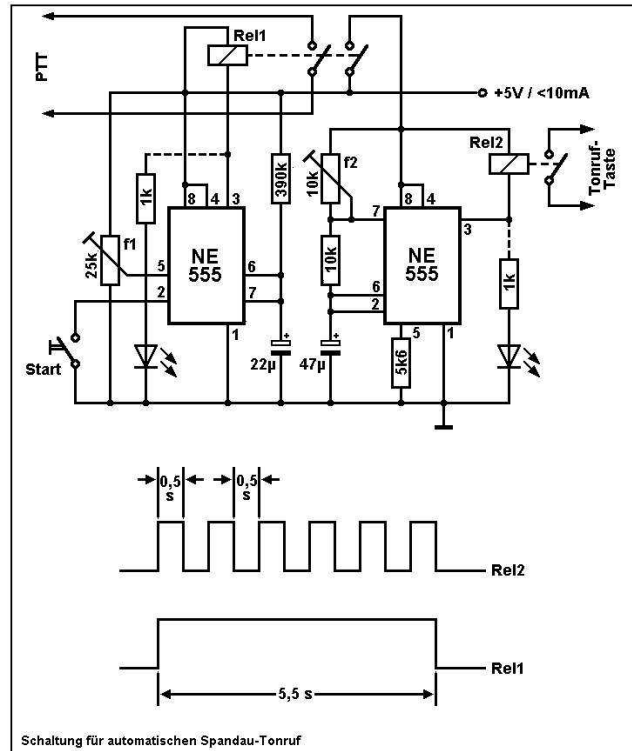 PTT
Rel1
+5V / <10mA
Rel2
Tonruf-
Taste
1k
390k
10k
f2
8
4
3
8
4
7
3
f1
25k
NE
555
5
2
6
7
1
10k
NE
555
6
2
5
1
1k
Start
+
22µ
+
47µ
5k6
0,5
s
0,5
s
Rel2
Rel1
5,5 s
Schaltung für automatischen Spandau-Tonruf